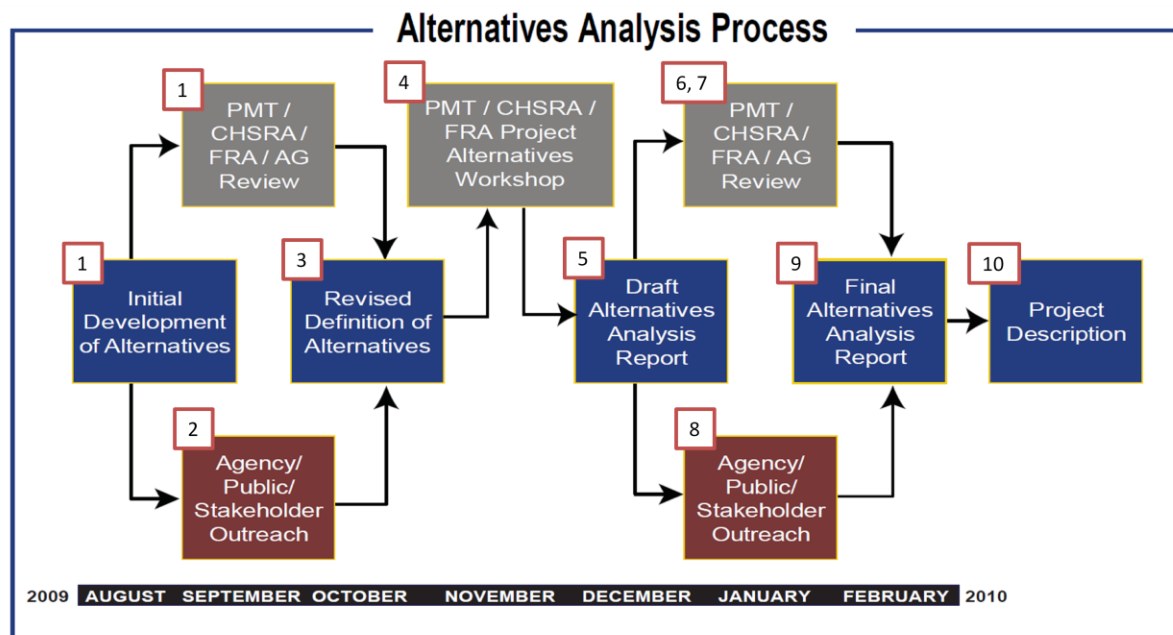 Alternatives Analysis Process
1
PMT /
CHSRA /
FRA / AG
Review
4
PMT / CHSRA /
FRA Project
Alternatives
Workshop
6, 7
PMT /
CHSRA /
FRA / AG
Review
1
Initial
Development
of Alternatives
3
Revised
Definition of
Alternatives
5
Draft
Alternatives
Analysis
Report
9
Final
Alternatives
Analysis
Report
10
Project
Description
2
Agency/
Public/
Stakeholder
Outreach
8
Agency/
Public/
Stakeholder
Outreach
2009 AUGUST SEPTEMBER OCTOBER NOVEMBER DECEMBER JANUARY FEBRUARY 2010